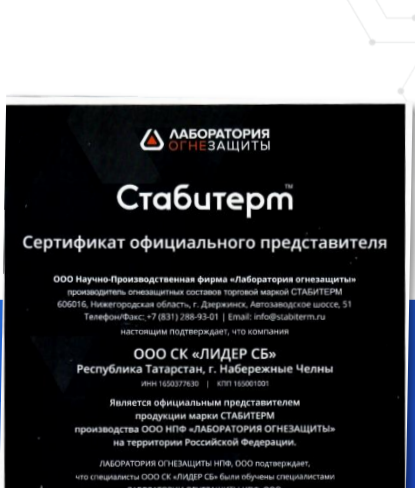 ЛАБОРАТОРИЯ
ОГНЕЗАЩИТЫ
Стабитерт™
Сертификат официального представителя
ООО Научно-Производственная фирма «Лаборатория огнезащиты»
производитель огнезащитных составов торговой маркой СТАБИТЕРМ
606016, Нижегородская область, г. Дзержинск, Автозаводское шоссе, 51
Телефон/Факс: +7 (831) 288-93-01 | Email: info@stabiterm.ru
настоящим подтверждает, что компания
ООО СК «ЛИДЕР СБ»
Республика Татарстан, г. Набережные Челны
ИНН 1650377630 | КПП 165001001
Является официальным представителем
продукции марки СТАБИТЕРМ
производства ООО НПФ «ЛАБОРАТОРИЯ ОГНЕЗАЩИТЫ»
на территории Российской Федерации.
ЛАБОРАТОРИЯ ОГНЕЗАЩИТЫ НПФ, ООО подтверждает,
что специалисты ООО СК «ЛИДЕР СБ» были обучены специалистами